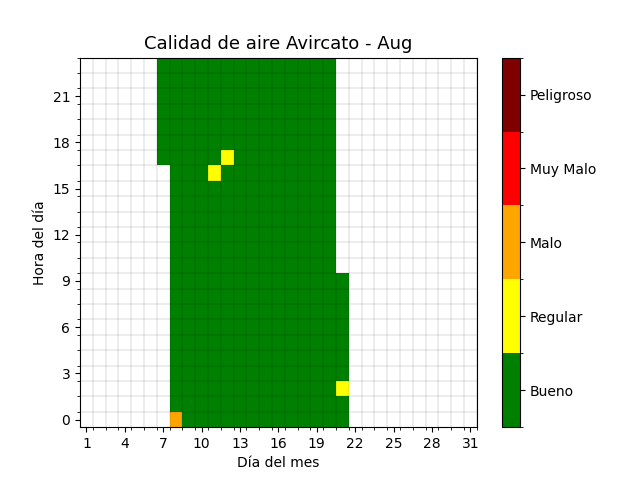 Calidad de aire Avircato - Aug
Hora del día
21
18
15
12
9
6
3
0
1 4 7 10 13 16 19 22 25 28 31
Día del mes
Peligroso
Muy Malo
Malo
Regular
Bueno